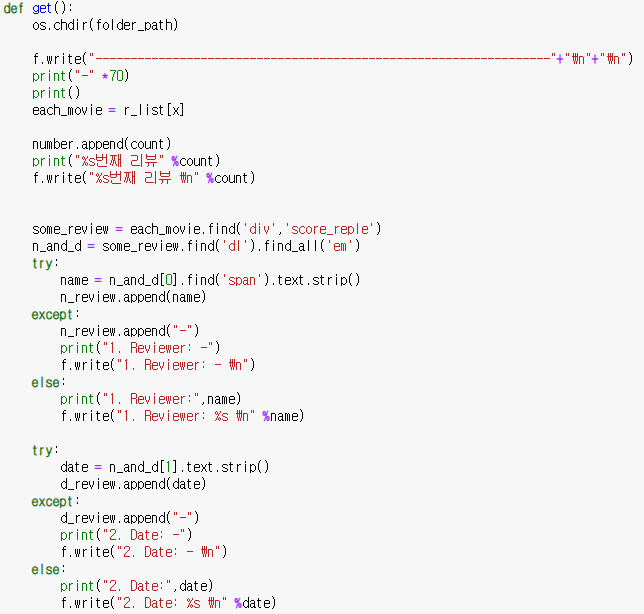 def get():
    os.chdir(folder_path)

    f.write("----------------------------------------------------------------------"+"₩n"+"₩n")
    print("-" *70)
    print()
    each_movie = r_list[x]

    number.append(count)
    print("%s번째 리뷰" %count)
    f.write("%s번째 리뷰 ₩n" %count)


    some_review = each_movie.find('div','score_reple')
    n_and_d = some_review.find('dl').find_all('em')
    try:
        name = n_and_d[0].find('span').text.strip()
        n_review.append(name)
    except:
        n_review.append("-")
        print("1. Reviewer: -")
        f.write("1. Reviewer: - ₩n")
    else:
        print("1. Reviewer:",name)
        f.write("1. Reviewer: %s ₩n" %name)

    try:
        date = n_and_d[1].text.strip()
        d_review.append(date)
    except:
        d_review.append("-")
        print("2. Date: -")
        f.write("2. Date: - ₩n")
    else:
        print("2. Date:",date)
        f.write("2. Date: %s ₩n" %date)